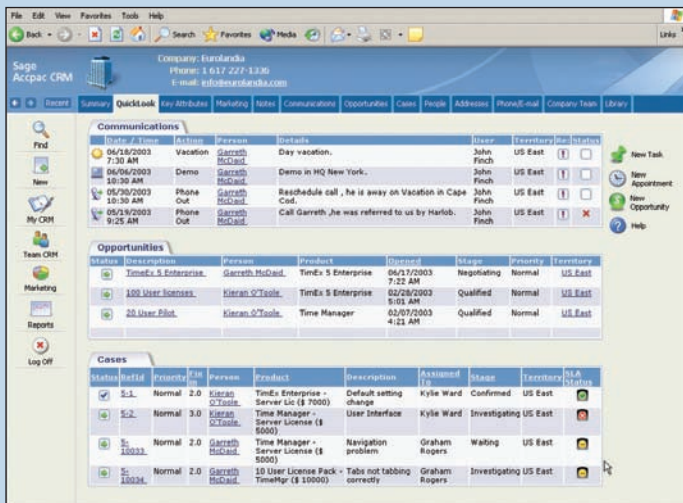 File Edit View Favorites Tools Help
Back Search Favorites Media Links
Sage
Accpac CRM
Company: Eurolandia
Phone: 1 617 227-1336
E-mail: info@eurolandia.com
Recent Summary QuickLook Key Attributes Marketing Notes Communications Opportunities Cases People Addresses Phone/E-mail Company Team Library
Find
New
My CRM
Team CRM
Marketing
Reports
Log Off
Communications
Date / Time Action Person Details User Territory Re: Status
06/18/2003 7:30 AM Vacation Garreth McDaid Day vacation. John Finch US East
06/06/2003 10:30 AM Demo Garreth McDaid Demo in HQ New York. John Finch US East
05/30/2003 10:30 AM Phone Out Garreth McDaid Reschedule call , he is away on Vacation in Cape Cod. John Finch US East
05/19/2003 9:25 AM Phone Out Garreth McDaid Call Garreth ,he was referred to us by Harlob. John Finch US East
New Task
New Appointment
New Opportunity
Help
Opportunities
Status Description Person Product Opened Stage Priority Territory
TimeEx 5 Enterprise Garreth McDaid TimEx 5 Enterprise 06/17/2003 7:22 AM Negotiating Normal US East
100 User licenses Kieran O'Toole TimEx 5 Enterprise 02/28/2003 5:01 AM Qualified Normal US East
20 User Pilot Kieran O'Toole Time Manager 02/07/2003 4:21 AM Qualified Normal US East
Cases
Status RefId Priority Fix in Person Product Description Assigned To Stage Territory SLA Status
5-1 Normal 2.0 Kieran O'Toole TimEx Enterprise - Server Lic ($ 7000) Default setting change Kylie Ward Confirmed US East
5-2 Normal 3.0 Kieran O'Toole Time Manager - Server License ($ 5000) User Interface Kylie Ward Investigating US East
5-10033 Normal 2.0 Garreth McDaid Time Manager - Server License ($ 5000) Navigation problem Graham Rogers Waiting US East
5-10034 Normal 2.0 Garreth McDaid 10 User License Pack - TimeMgr ($ 10000) Tabs not tabbing correctly Graham Rogers Investigating US East